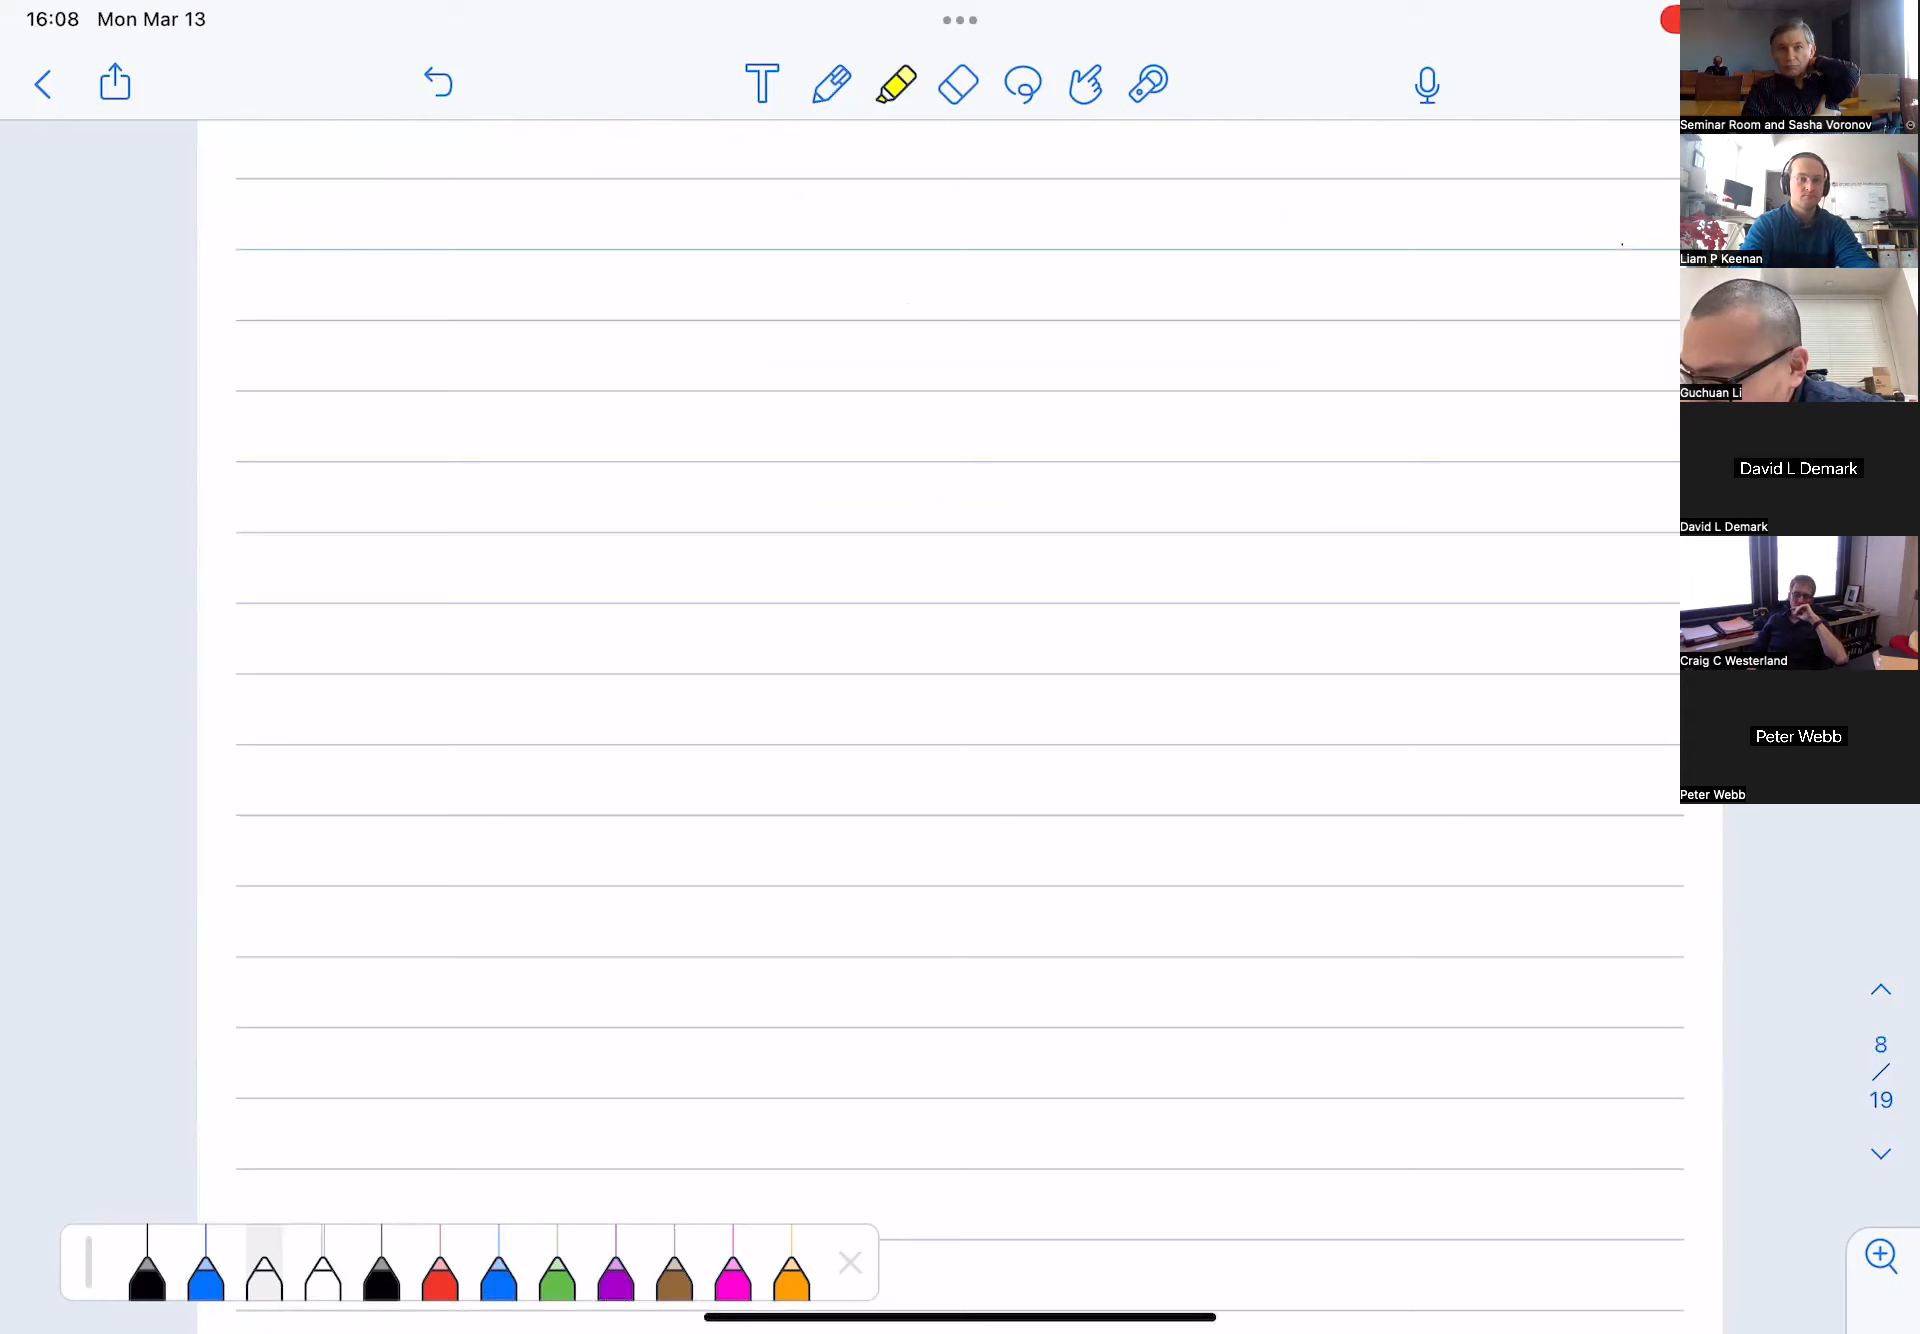 16:08 Mon Mar 13
Seminar Room and Sasha Voronov
Liam P Keenan
Guchuan Li
David L Demark
David L Demark
Craig C Westerland
Peter Webb
Peter Webb
8
/
19